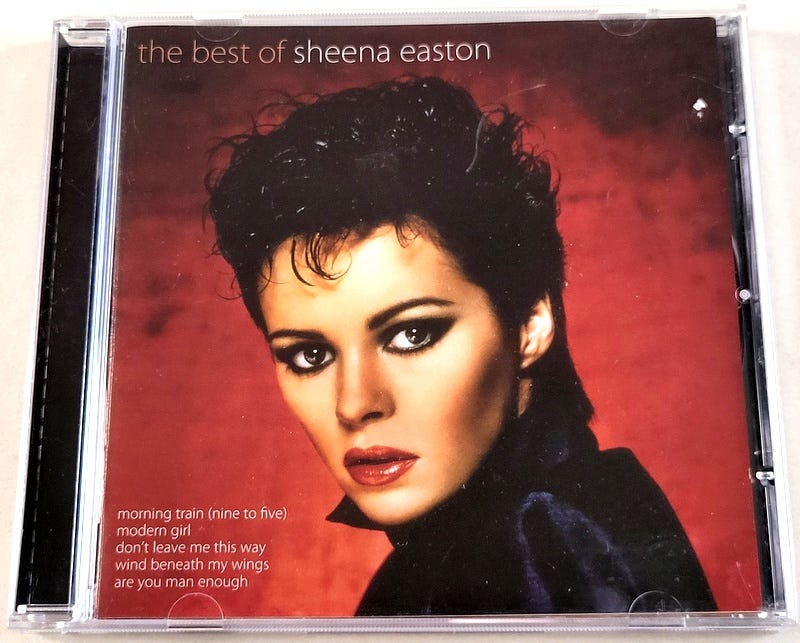 the best of sheena easton
morning train (nine to five)
modern girl
don't leave me this way
wind beneath my wings
are you man enough